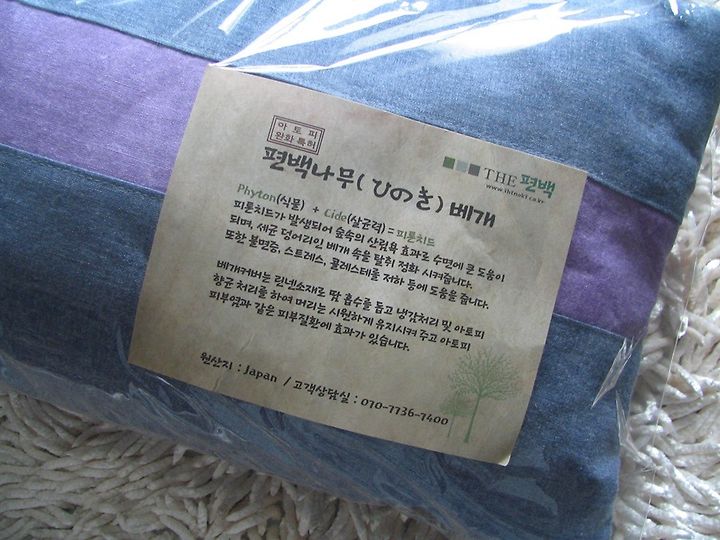 아토피
완화 특허
THE 편백
www.ihinoki.co.kr
편백나무(ひのき) 베개
Phyton(식물) + Cide(살균력) = 피톤치드
피톤치드가 발생되어 숲속의 산림욕 효과로 수면에 큰 도움이
되며, 세균 덩어리인 베개 속을 탈취 정화 시켜줍니다.
또한 불면증, 스트레스, 콜레스테롤 저하 등에 도움을 줍니다.
베개커버는 린넨소재로 땀 흡수를 돕고 냉감처리 및 아토피
항균 처리를 하여 머리는 시원하게 유지시켜 주고 아토피
피부염과 같은 피부질환에 효과가 있습니다.
원산지 : Japan / 고객상담실 : 070-7736-7400